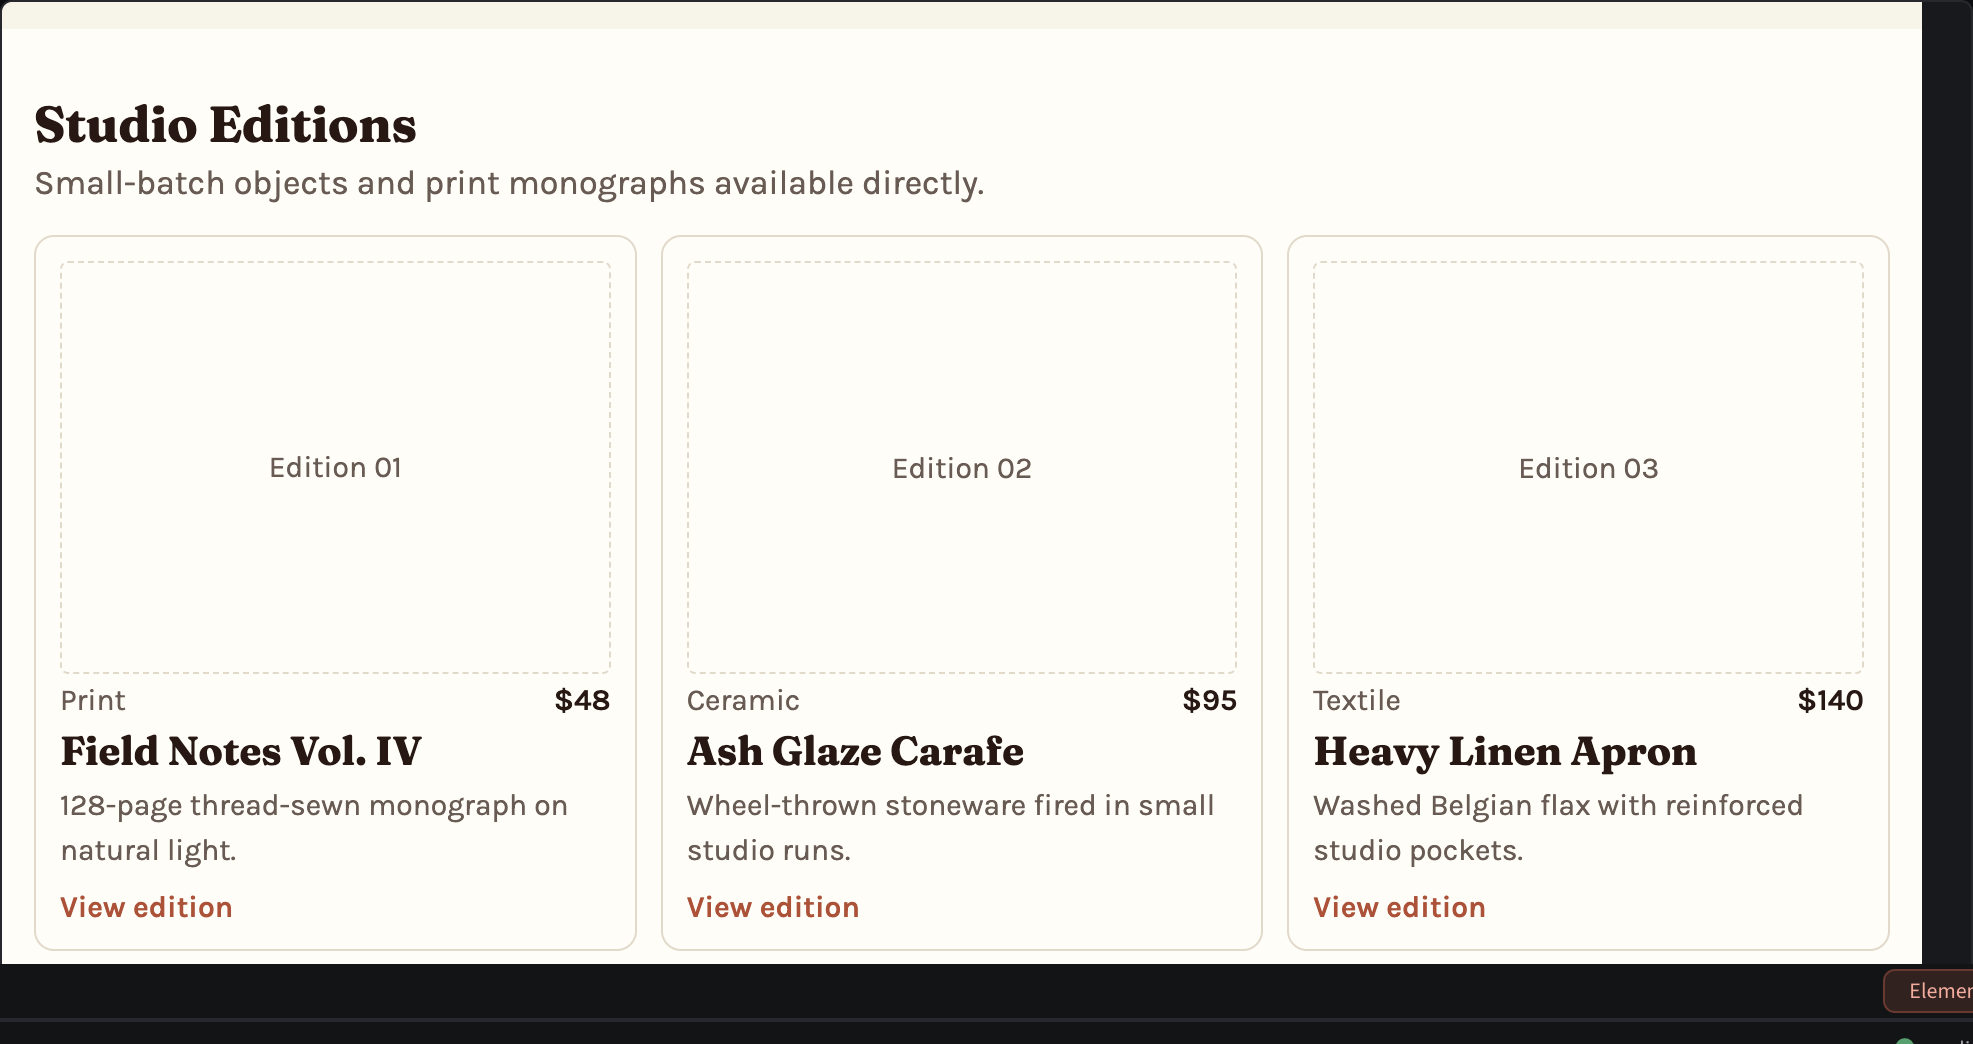 Studio Editions
Small-batch objects and print monographs available directly.
Edition 01
Print $48
Field Notes Vol. IV
128-page thread-sewn monograph on
natural light.
View edition
Edition 02
Ceramic $95
Ash Glaze Carafe
Wheel-thrown stoneware fired in small
studio runs.
View edition
Edition 03
Textile $140
Heavy Linen Apron
Washed Belgian flax with reinforced
studio pockets.
View edition